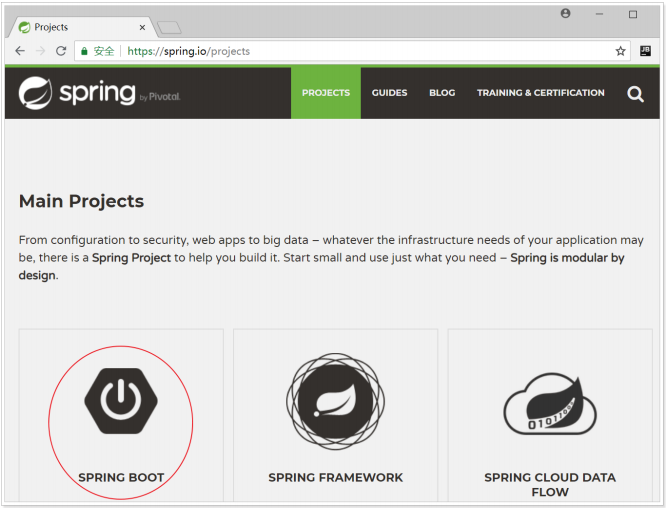 Projects
安全 https://spring.io/projects
JB
spring by Pivotal.
PROJECTS GUIDES BLOG TRAINING & CERTIFICATION
Main Projects
From configuration to security, web apps to big data – whatever the infrastructure needs of your application may
be, there is a Spring Project to help you build it. Start small and use just what you need – Spring is modular by
design.
0101100
SPRING BOOT
SPRING FRAMEWORK
SPRING CLOUD DATA
FLOW